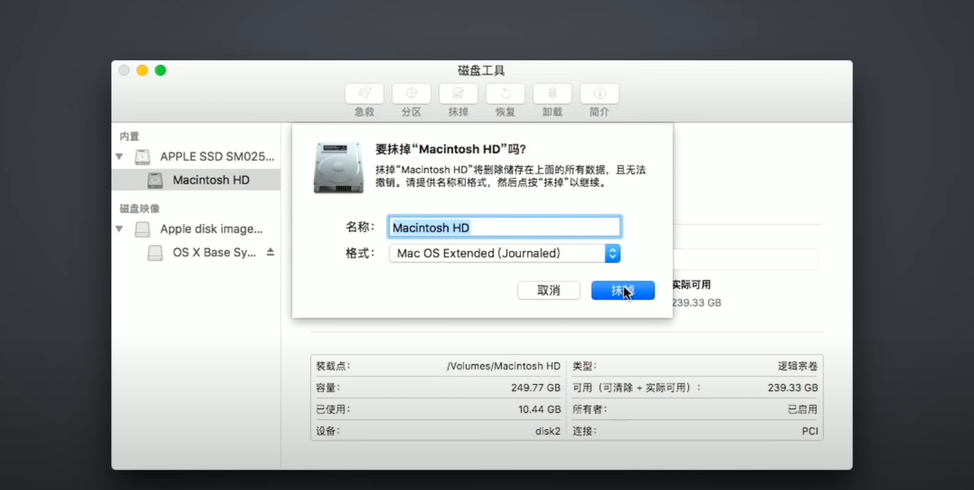 磁盘工具
急救 分区 抹掉 恢复 卸载 简介
内置
APPLE SSD SM025...
Macintosh HD
磁盘映像
Apple disk image...
OS X Base Sy...
要抹掉“Macintosh HD”吗?
抹掉“Macintosh HD”将删除储存在上面的所有数据，且无法
撤销。请提供名称和格式，然后点按“抹掉”以继续。
名称: Macintosh HD
格式: Mac OS Extended (Journaled)
取消 抹掉
实际可用
239.33 GB
装载点: /Volumes/Macintosh HD 类型: 逻辑宗卷
容量: 249.77 GB 可用（可清除 + 实际可用）: 239.33 GB
已使用: 10.44 GB 所有者: 已启用
设备: disk2 连接: PCI